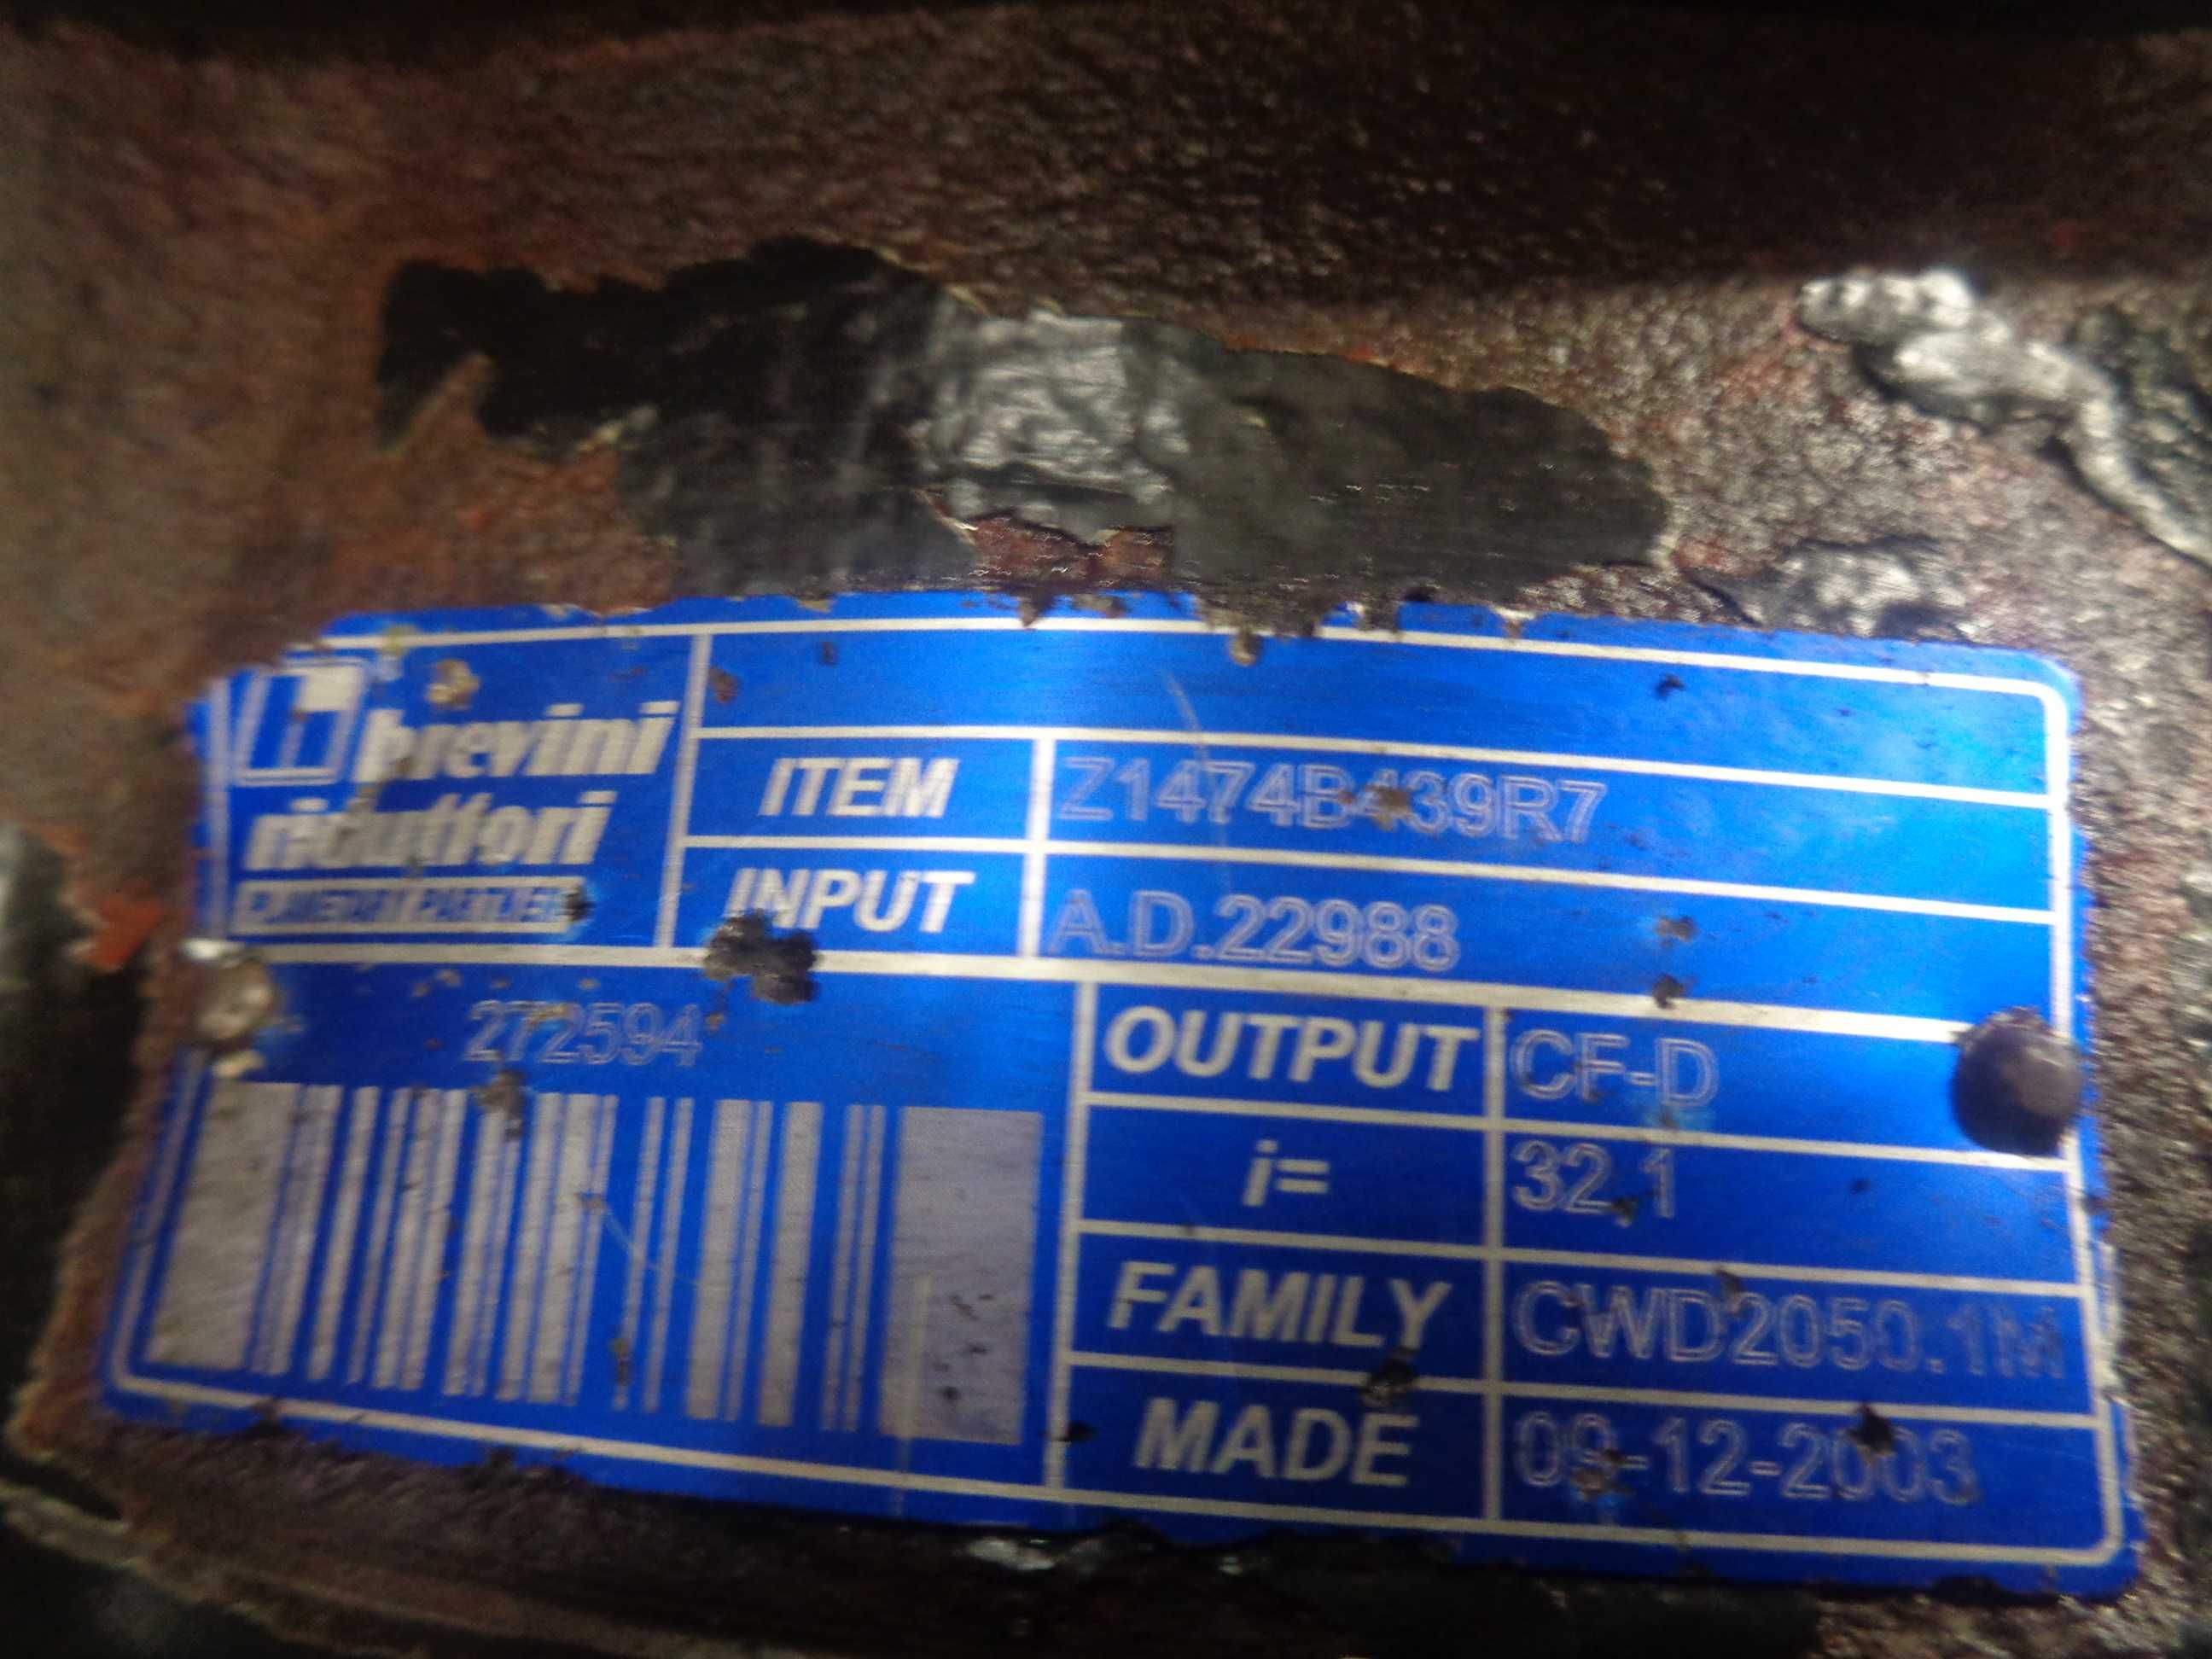 brevini
riduttori
ITEM Z1474B439R7
INPUT A.D.22988
272594
OUTPUT CF-D
i= 32,1
FAMILY CWD2050.1M
MADE 09-12-2003